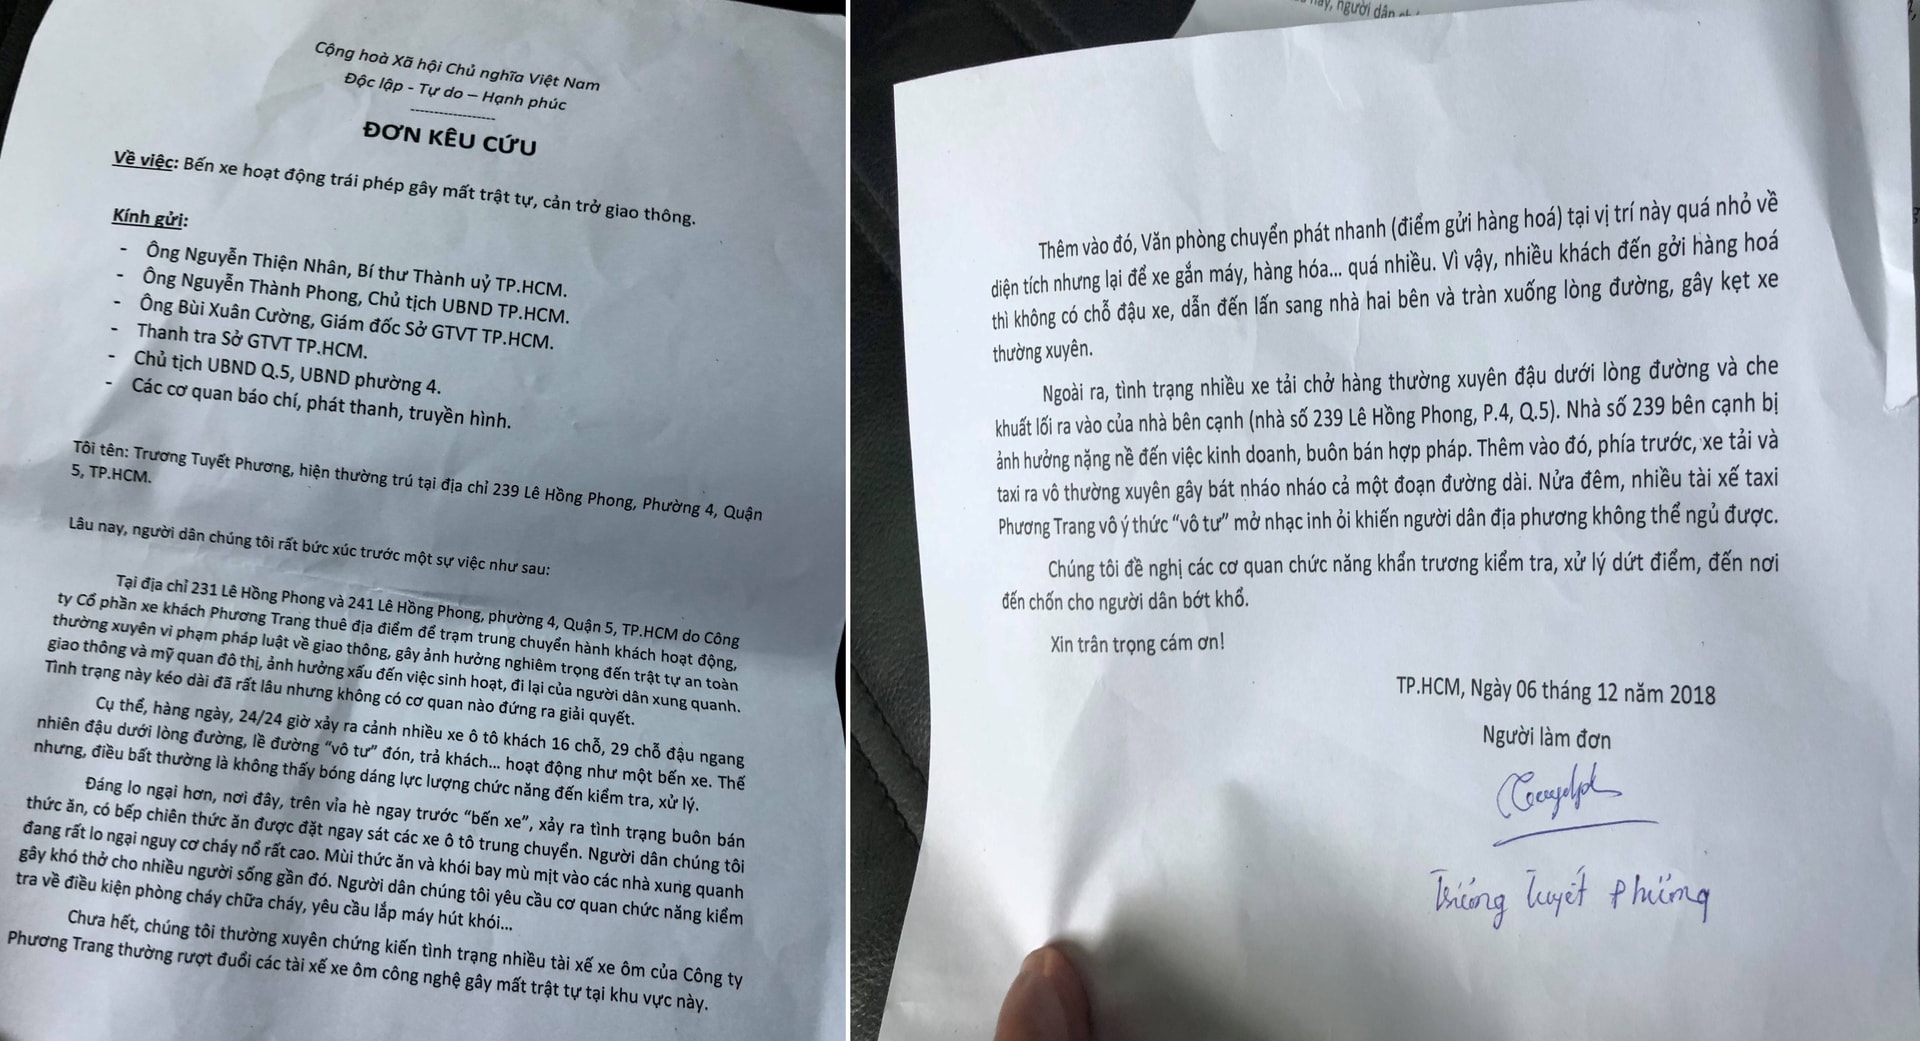 Cộng hoà Xã hội Chủ nghĩa Việt Nam
Độc lập - Tự do – Hạnh phúc
-----------------
ĐƠN KÊU CỨU
Về việc: Bến xe hoạt động trái phép gây mất trật tự, cản trở giao thông.
Kính gửi:
- Ông Nguyễn Thiện Nhân, Bí thư Thành uỷ TP.HCM.
- Ông Nguyễn Thành Phong, Chủ tịch UBND TP.HCM.
- Ông Bùi Xuân Cường, Giám đốc Sở GTVT TP.HCM.
- Thanh tra Sở GTVT TP.HCM.
- Chủ tịch UBND Q.5, UBND phường 4.
- Các cơ quan báo chí, phát thanh, truyền hình.
Tôi tên: Trương Tuyết Phương, hiện thường trú tại địa chỉ 239 Lê Hồng Phong, Phường 4, Quận
5, TP.HCM.
Lâu nay, người dân chúng tôi rất bức xúc trước một sự việc như sau:
Tại địa chỉ 231 Lê Hồng Phong và 241 Lê Hồng Phong, phường 4, Quận 5, TP.HCM do Công
ty Cổ phần xe khách Phương Trang thuê địa điểm để trạm trung chuyển hành khách hoạt động,
thường xuyên vi phạm pháp luật về giao thông, gây ảnh hưởng nghiêm trọng đến trật tự an toàn
giao thông và mỹ quan đô thị, ảnh hưởng xấu đến việc sinh hoạt, đi lại của người dân xung quanh.
Tình trạng này kéo dài đã rất lâu nhưng không có cơ quan nào đứng ra giải quyết.
Cụ thể, hàng ngày, 24/24 giờ xảy ra cảnh nhiều xe ô tô khách 16 chỗ, 29 chỗ đậu ngang
nhiên đậu dưới lòng đường, lề đường “vô tư” đón, trả khách... hoạt động như một bến xe. Thế
nhưng, điều bất thường là không thấy bóng dáng lực lượng chức năng đến kiểm tra, xử lý.
Đáng lo ngại hơn, nơi đây, trên vỉa hè ngay trước “bến xe”, xảy ra tình trạng buôn bán
thức ăn, có bếp chiên thức ăn được đặt ngay sát các xe ô tô trung chuyển. Người dân chúng tôi
đang rất lo ngại nguy cơ cháy nổ rất cao. Mùi thức ăn và khói bay mù mịt vào các nhà xung quanh
gây khó thở cho nhiều người sống gần đó. Người dân chúng tôi yêu cầu cơ quan chức năng kiểm
tra về điều kiện phòng cháy chữa cháy, yêu cầu lắp máy hút khói...
Chưa hết, chúng tôi thường xuyên chứng kiến tình trạng nhiều tài xế xe ôm của Công ty
Phương Trang thường rượt đuổi các tài xế xe ôm công nghệ gây mất trật tự tại khu vực này.
người dân
Thêm vào đó, Văn phòng chuyển phát nhanh (điểm gửi hàng hoá) tại vị trí này quá nhỏ về
diện tích nhưng lại để xe gắn máy, hàng hóa... quá nhiều. Vì vậy, nhiều khách đến gởi hàng hoá
thì không có chỗ đậu xe, dẫn đến lấn sang nhà hai bên và tràn xuống lòng đường, gây kẹt xe
thường xuyên.
Ngoài ra, tình trạng nhiều xe tải chở hàng thường xuyên đậu dưới lòng đường và che
khuất lối ra vào của nhà bên cạnh (nhà số 239 Lê Hồng Phong, P.4, Q.5). Nhà số 239 bên cạnh bị
ảnh hưởng nặng nề đến việc kinh doanh, buôn bán hợp pháp. Thêm vào đó, phía trước, xe tải và
taxi ra vô thường xuyên gây bát nháo nháo cả một đoạn đường dài. Nửa đêm, nhiều tài xế taxi
Phương Trang vô ý thức “vô tư” mở nhạc inh ỏi khiến người dân địa phương không thể ngủ được.
Chúng tôi đề nghị các cơ quan chức năng khẩn trương kiểm tra, xử lý dứt điểm, đến nơi
đến chốn cho người dân bớt khổ.
Xin trân trọng cám ơn!
TP.HCM, Ngày 06 tháng 12 năm 2018
Người làm đơn
Trương Tuyết Phương